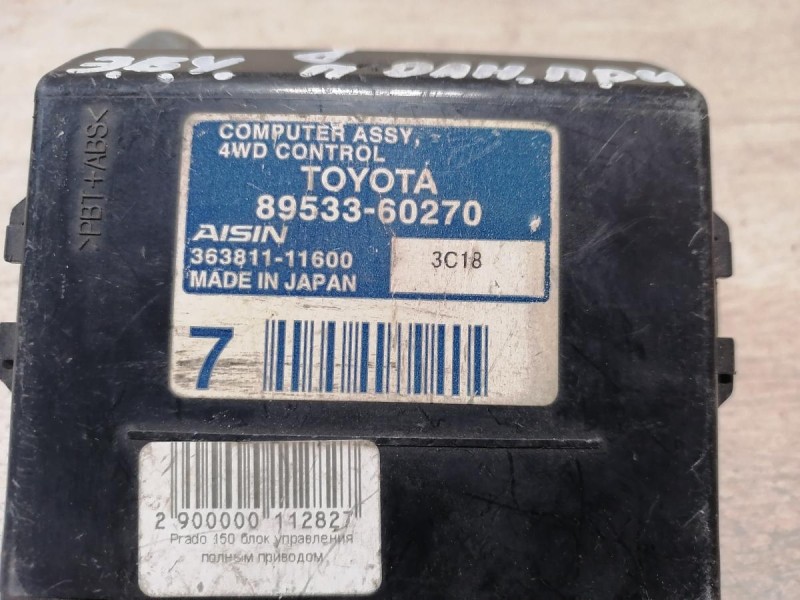 >PBT+ABS<
COMPUTER ASSY,
4WD CONTROL
TOYOTA
89533-60270
AISIN
363811-11600
3C18
MADE IN JAPAN
7
2 900000 112827
Prado 150 блок управления
полным приводом